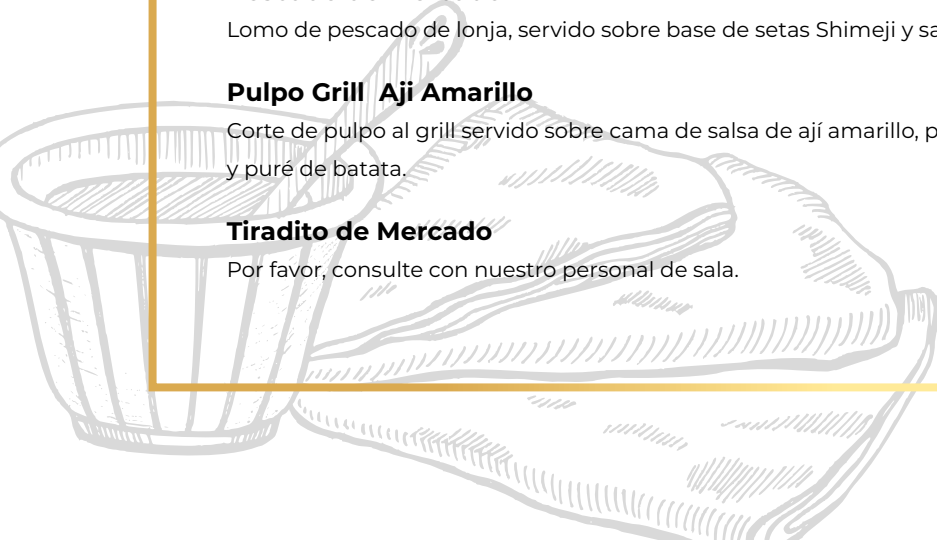 Lomo de pescado de lonja, servido sobre base de setas Shimeji y
Pulpo Grill  Aji Amarillo
Corte de pulpo al grill servido sobre cama de salsa de ají amarillo,
y puré de batata.
Tiradito de Mercado
Por favor, consulte con nuestro personal de sala.